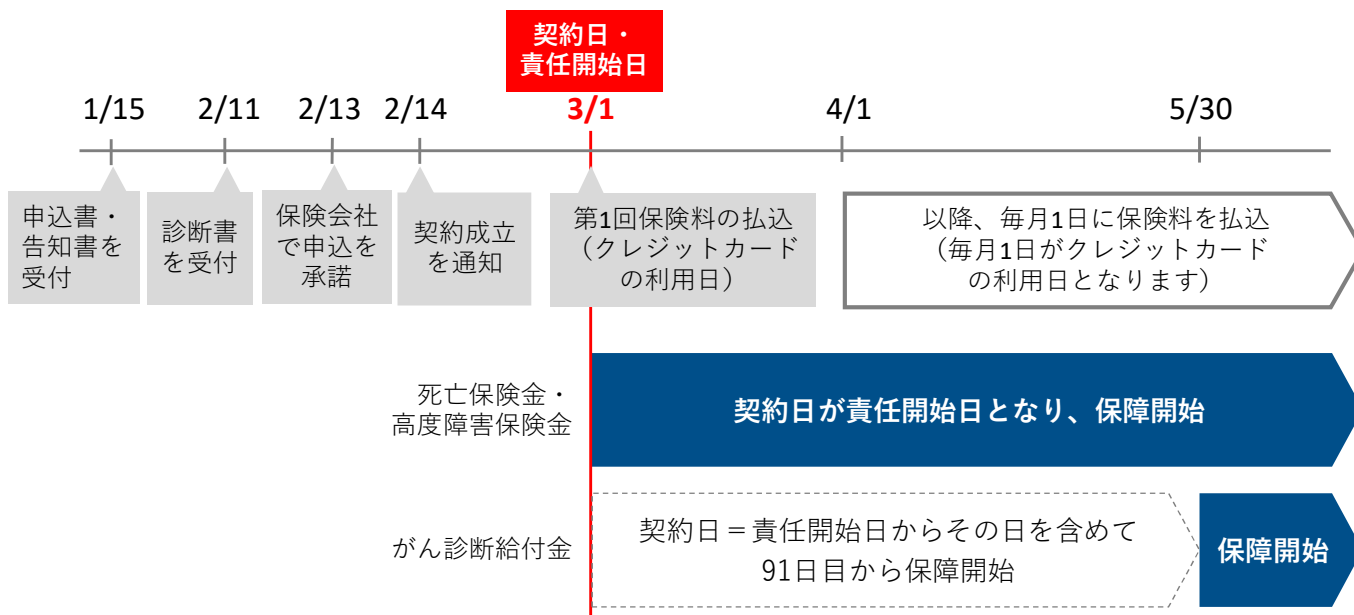 契約日・
責任開始日
1/15
2/11
2/13
2/14
3/1
4/1
5/30
申込書・
告知書を
受付
診断書
を受付
保険会社
で申込を
承諾
契約成立
を通知
第1回保険料の払込
（クレジットカード
の利用日）
以降、毎月1日に保険料を払込
（毎月1日がクレジットカード
の利用日となります）
死亡保険金・
高度障害保険金
契約日が責任開始日となり、保障開始
がん診断給付金
契約日＝責任開始日からその日を含めて
91日目から保障開始
保障開始